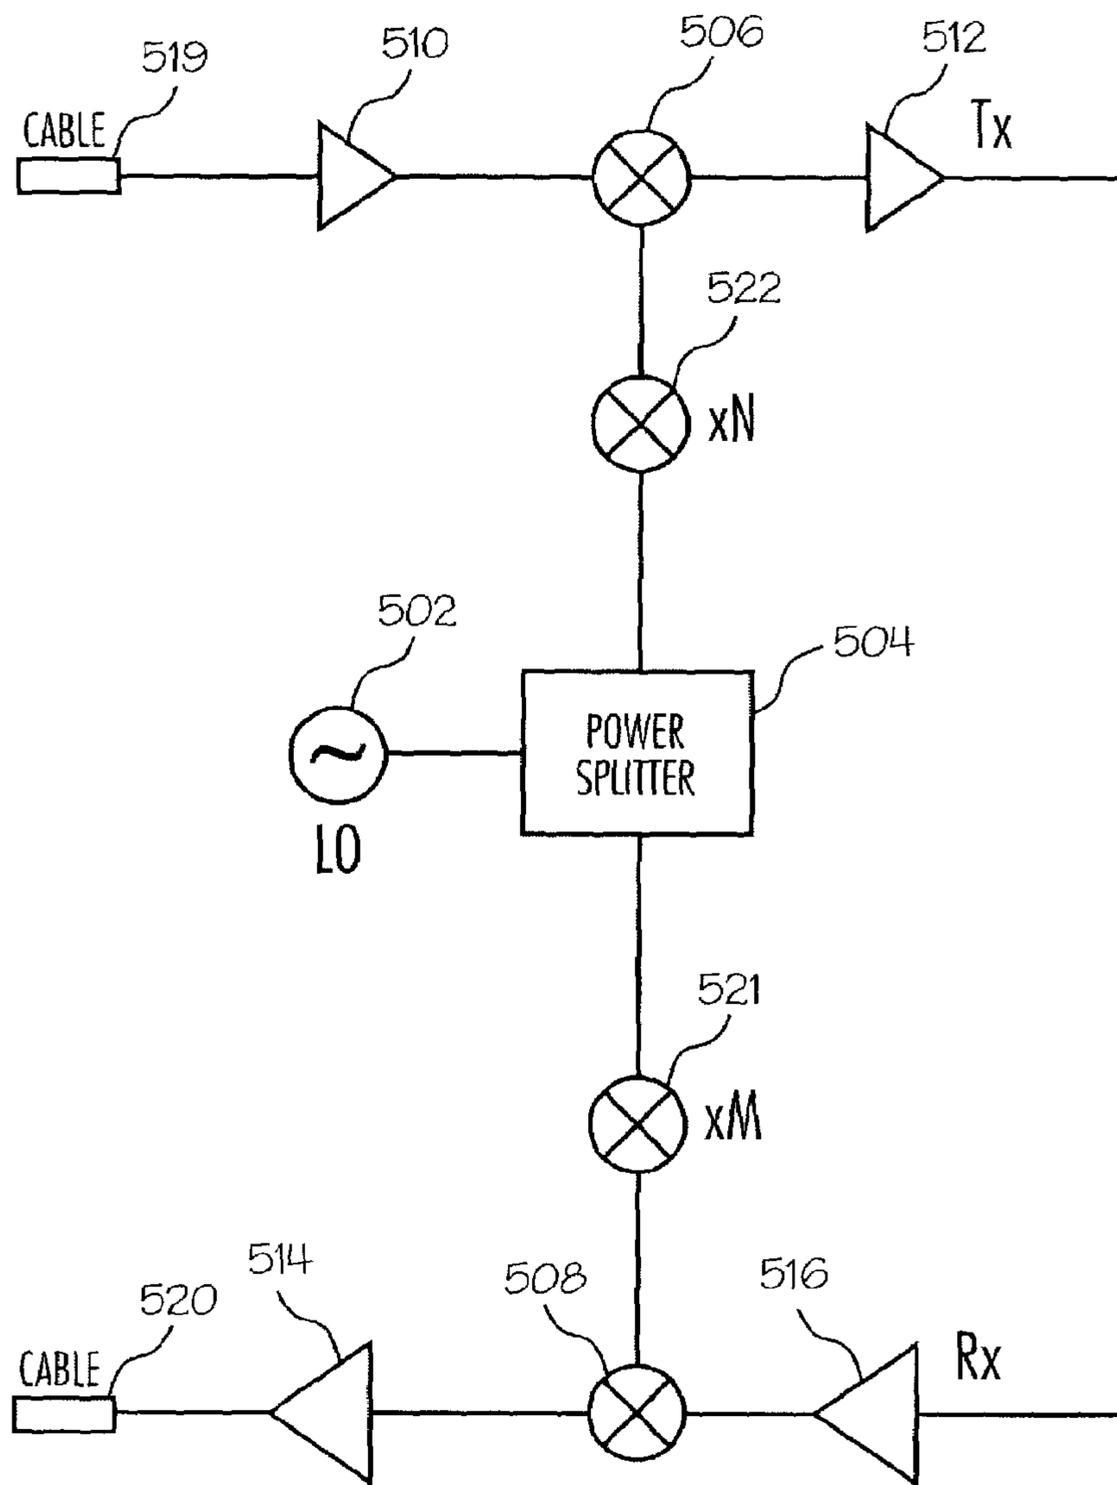 519
510
506
512
CABLE
Tx
522
xN
502
504
POWER
SPLITTER
LO
521
xM
514
508
516
520
CABLE
Rx